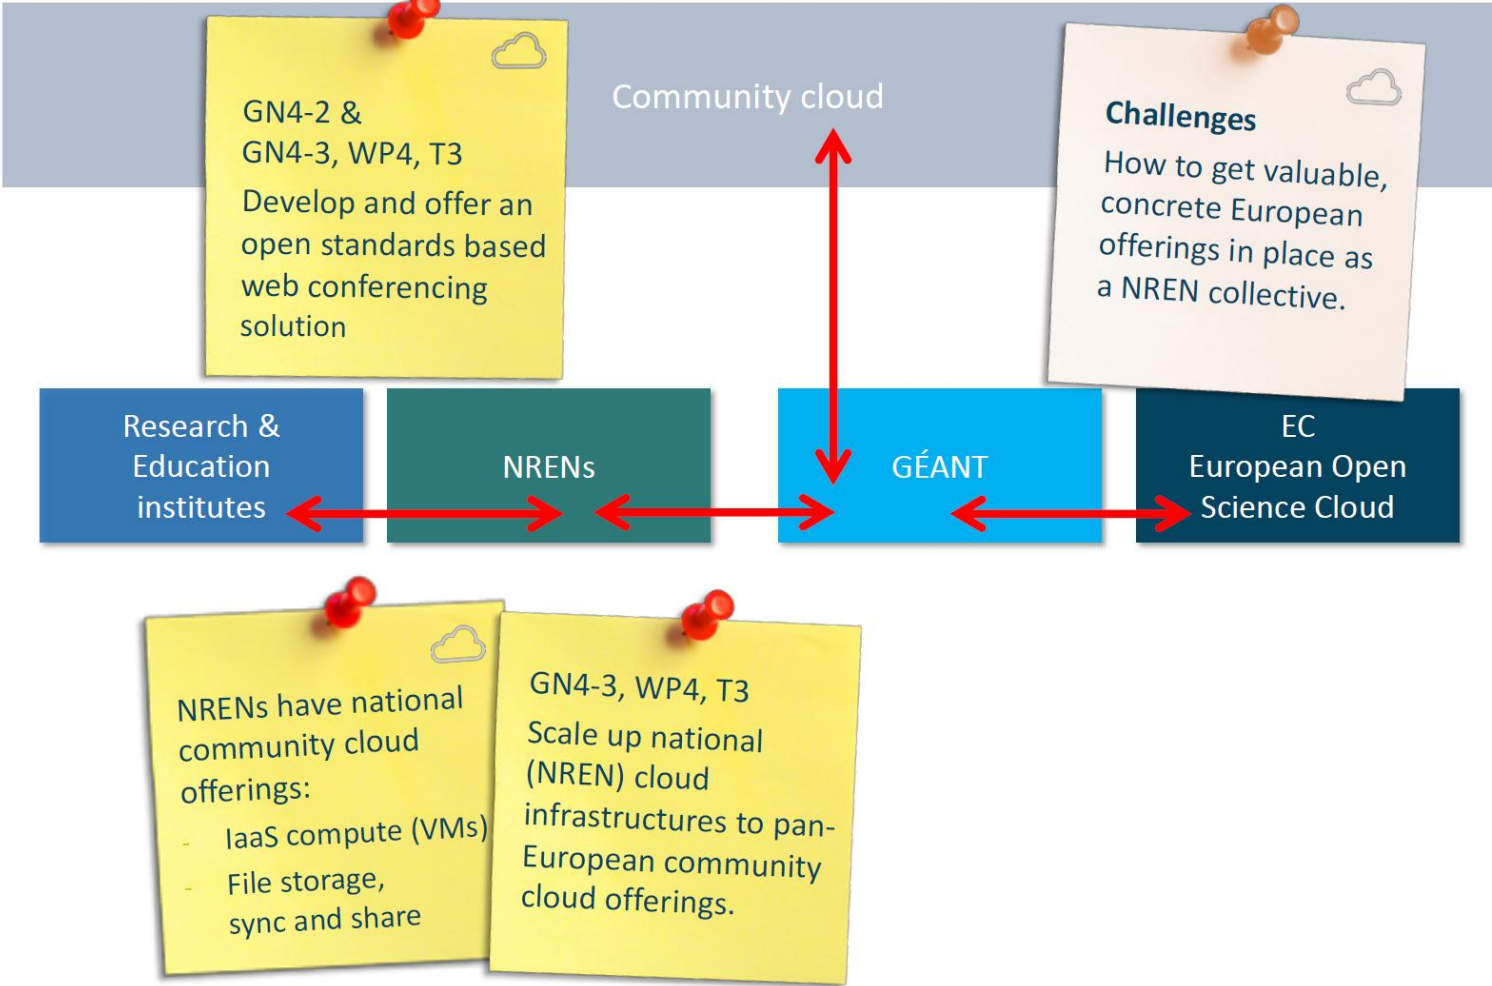 GN4-2 &
GN4-3, WP4, T3
Develop and offer an
open standards based
web conferencing
solution
Community cloud
Challenges
How to get valuable,
concrete European
offerings in place as
a NREN collective.
Research &
Education
institutes
NRENs
GÉANT
EC
European Open
Science Cloud
NRENs have national
community cloud
offerings:
- IaaS compute (VMs)
- File storage,
sync and share
GN4-3, WP4, T3
Scale up national
(NREN) cloud
infrastructures to pan-
European community
cloud offerings.